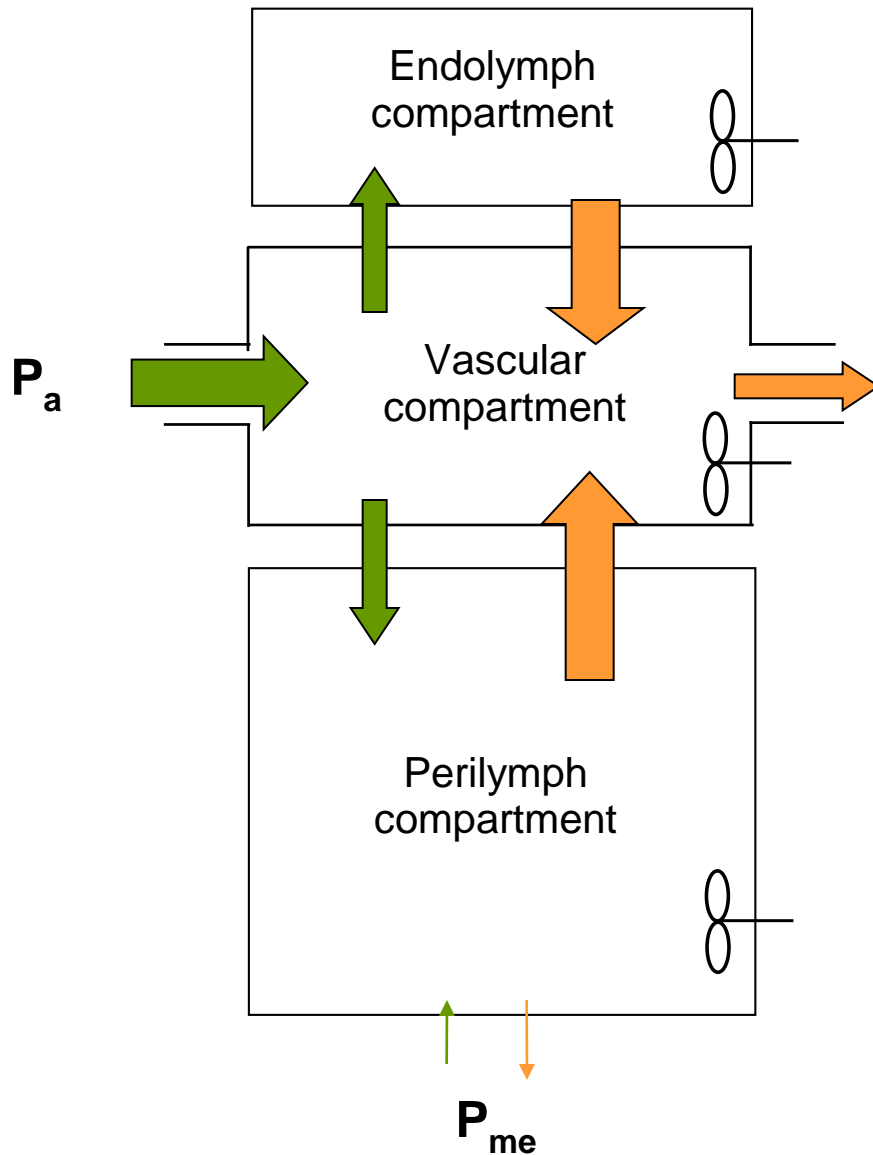 Endolymph
compartment
Pa
Vascular
compartment
Perilymph
compartment
Pme